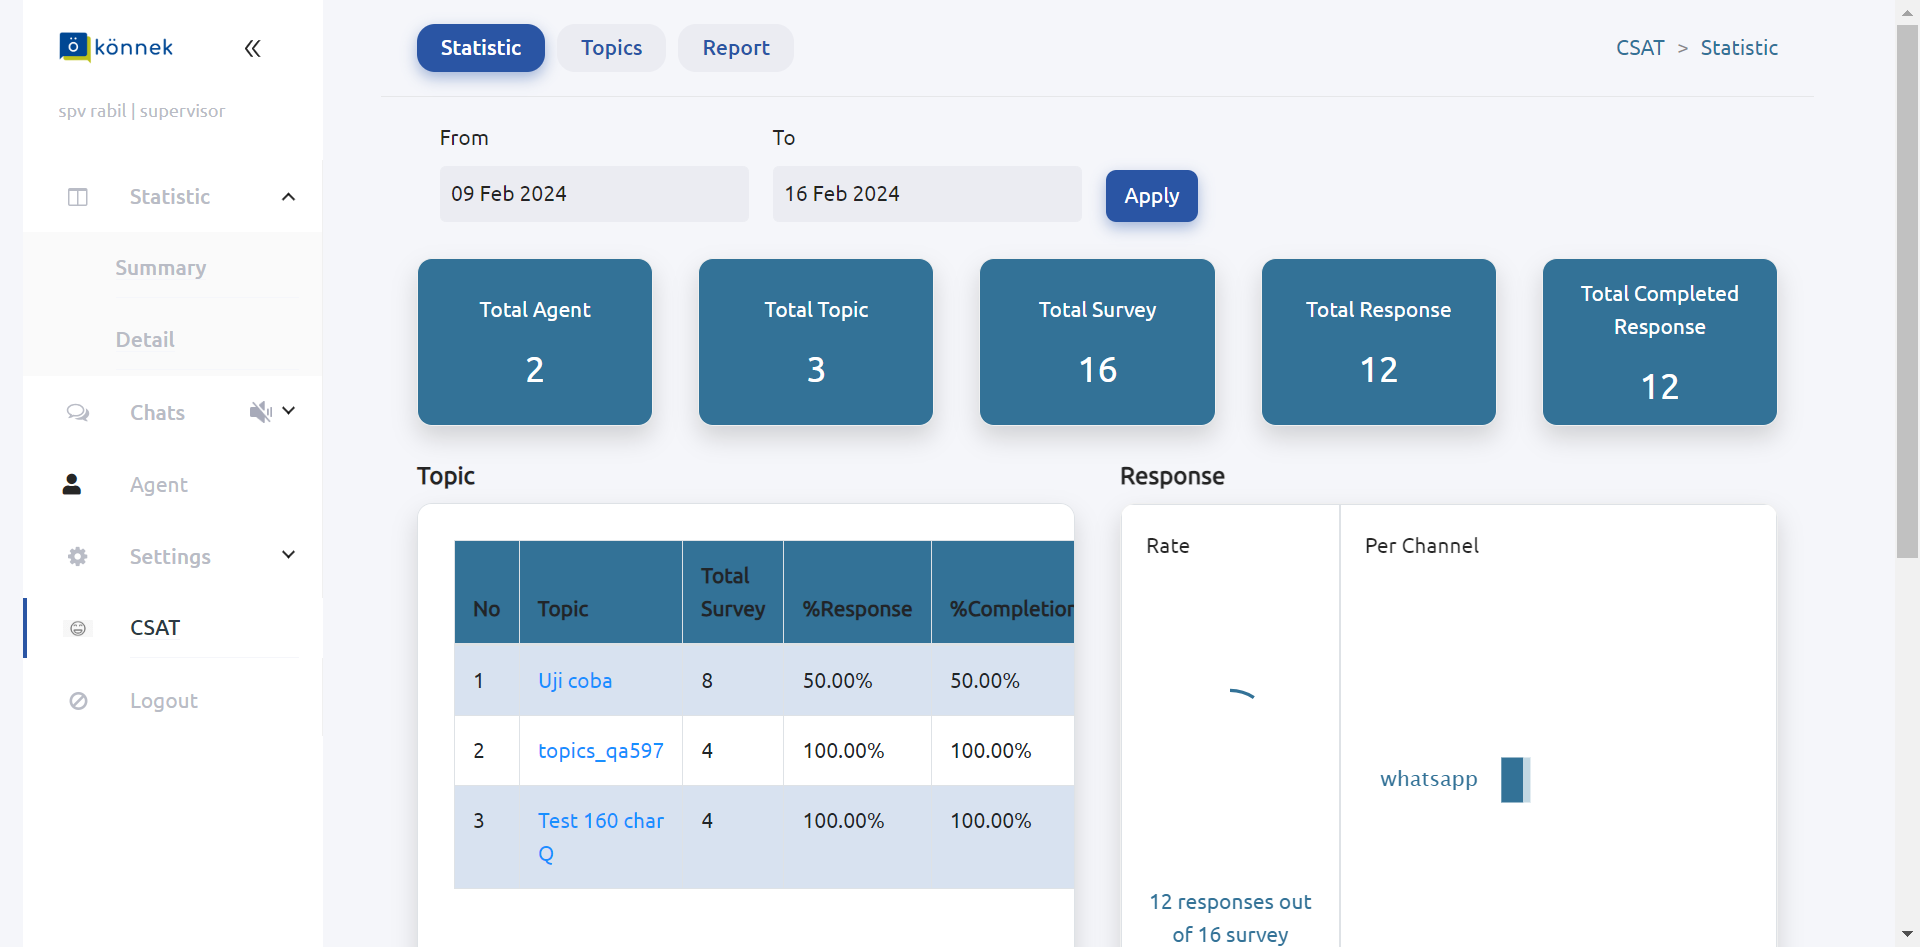 könnek
spv rabil | supervisor
Statistic
Summary
Detail
Chats
Agent
Settings
CSAT
Logout
Statistic
Topics
Report
CSAT > Statistic
From
To
09 Feb 2024
16 Feb 2024
Apply
Total Agent
2
Total Topic
3
Total Survey
16
Total Response
12
Total Completed
Response
12
Topic
No Topic Total Survey %Response %Completion
1 Uji coba 8 50.00% 50.00%
2 topics_qa597 4 100.00% 100.00%
3 Test 160 char 4 100.00% 100.00%
Q
Response
Rate
12 responses out
of 16 survey
Per Channel
whatsapp